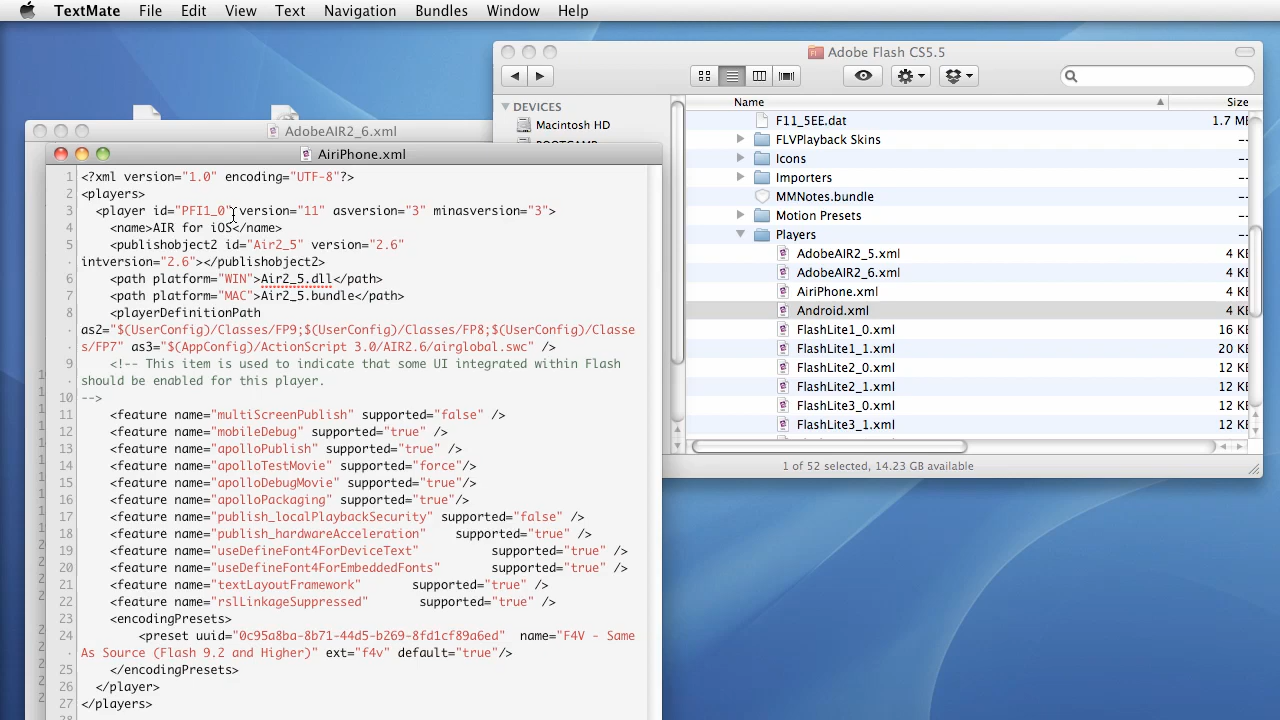 TextMate File Edit View Text Navigation Bundles Window Help
Adobe Flash CS5.5
DEVICES
Macintosh HD
Name Size
F11_5EE.dat 1.7 M
FLVPlayback Skins --
Icons --
Importers --
MMNotes.bundle --
Motion Presets --
Players --
AdobeAIR2_5.xml 4 K
AdobeAIR2_6.xml 4 K
AiriPhone.xml 4 K
Android.xml 4 K
FlashLite1_0.xml 16 K
FlashLite1_1.xml 20 K
FlashLite2_0.xml 12 K
FlashLite2_1.xml 12 K
FlashLite3_0.xml 12 K
FlashLite3_1.xml 12 K
1 of 52 selected, 14.23 GB available
AdobeAIR2_6.xml
AiriPhone.xml
1 <?xml version="1.0" encoding="UTF-8"?>
2 <players>
3 <player id="PFI1_0" version="11" asversion="3" minasversion="3">
4 <name>AIR for iOS</name>
5 <publishobject2 id="Air2_5" version="2.6"
· intversion="2.6"></publishobject2>
6 <path platform="WIN">Air2_5.dll</path>
7 <path platform="MAC">Air2_5.bundle</path>
8 <playerDefinitionPath
· as2="$(UserConfig)/Classes/FP9;$(UserConfig)/Classes/FP8;$(UserConfig)/Classe
· s/FP7" as3="$(AppConfig)/ActionScript 3.0/AIR2.6/airglobal.swc" />
9 <!-- This item is used to indicate that some UI integrated within Flash
· should be enabled for this player.
10 -->
11 <feature name="multiScreenPublish" supported="false" />
12 <feature name="mobileDebug" supported="true" />
13 <feature name="apolloPublish" supported="true" />
14 <feature name="apolloTestMovie" supported="force"/>
15 <feature name="apolloDebugMovie" supported="true"/>
16 <feature name="apolloPackaging" supported="true"/>
17 <feature name="publish_localPlaybackSecurity" supported="false" />
18 <feature name="publish_hardwareAcceleration" supported="true" />
19 <feature name="useDefineFont4ForDeviceText" supported="true" />
20 <feature name="useDefineFont4ForEmbeddedFonts" supported="true" />
21 <feature name="textLayoutFramework" supported="true" />
22 <feature name="rslLinkageSuppressed" supported="true" />
23 <encodingPresets>
24 <preset uuid="0c95a8ba-8b71-44d5-b269-8fd1cf89a6ed" name="F4V - Same
· As Source (Flash 9.2 and Higher)" ext="f4v" default="true"/>
25 </encodingPresets>
26 </player>
27 </players>